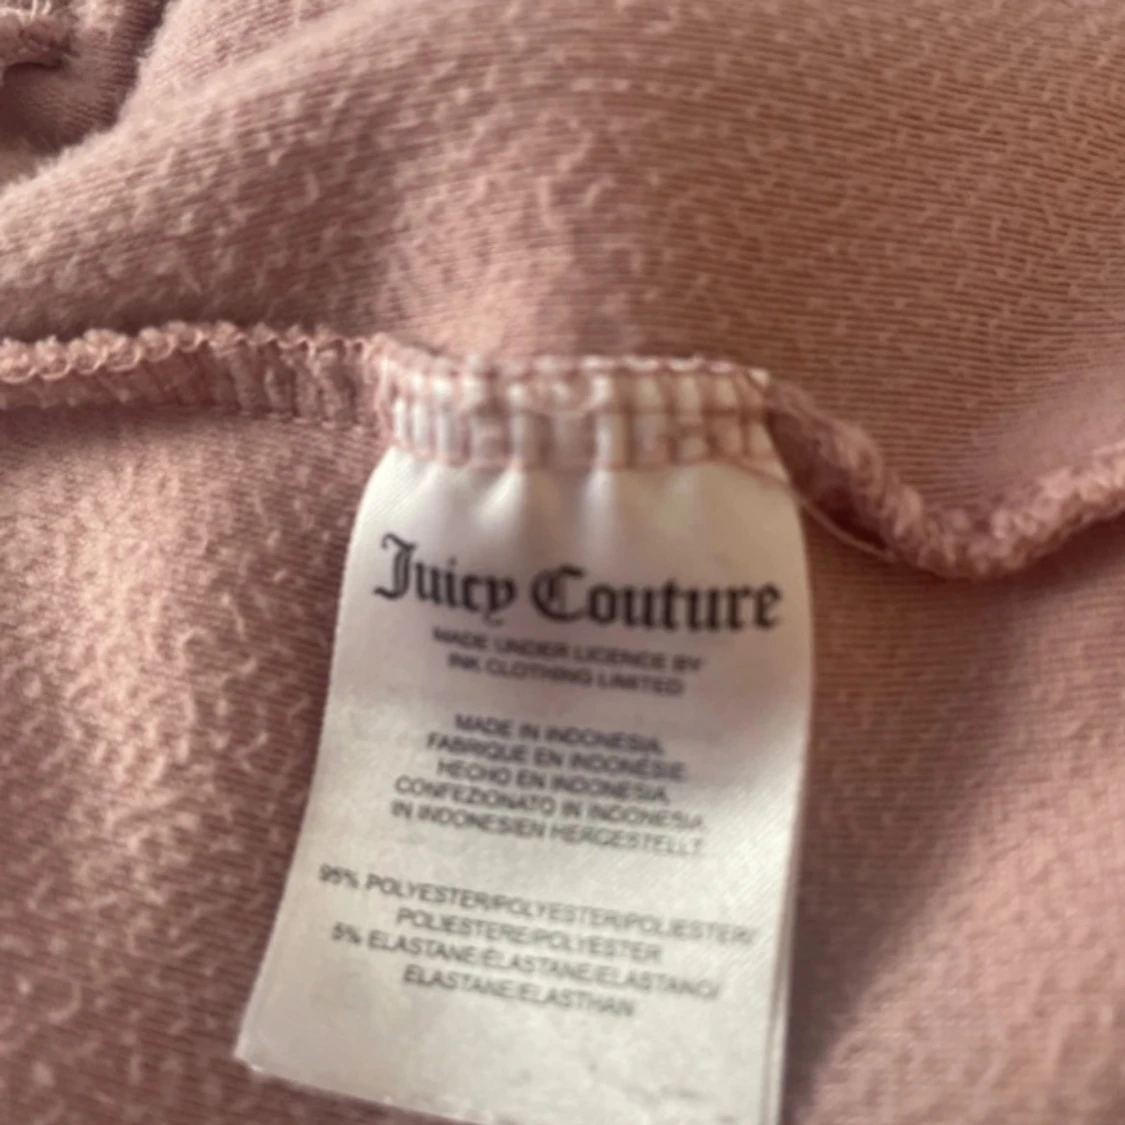 Juicy Couture
MADE UNDER LICENCE BY
INK CLOTHING LIMITED
MADE IN INDONESIA.
FABRIQUE EN INDONÉSIE.
HECHO EN INDONESIA.
CONFEZIONATO IN INDONESIA.
IN INDONESIEN HERGESTELLT.
95% POLYESTER/POLYESTER/POLIESTER/
POLIESTERE/POLYESTER
5% ELASTANE/ÉLASTANE/ELASTANO/
ELASTANE/ELASTHAN